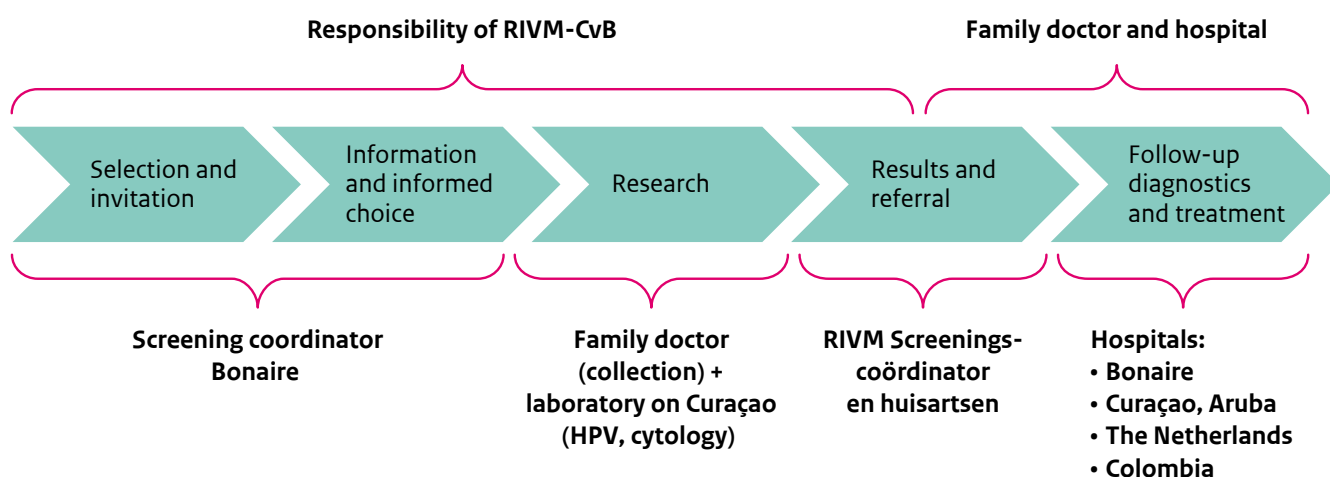 Responsibility of RIVM-CvB
Family doctor and hospital
Selection and
invitation
Information
and informed
choice
Research
Results and
referral
Follow-up
diagnostics
and treatment
Screening coordinator
Bonaire
Family doctor
(collection) +
laboratory on Curaçao
(HPV, cytology)
RIVM Screenings-
coördinator
en huisartsen
Hospitals:
• Bonaire
• Curaçao, Aruba
• The Netherlands
• Colombia